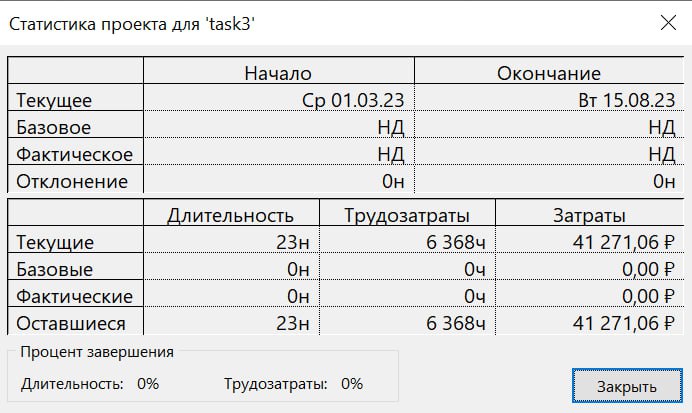 Статистика проекта для 'task3'
Начало Окончание
Текущее Ср 01.03.23 Вт 15.08.23
Базовое НД НД
Фактическое НД НД
Отклонение 0н 0н
Длительность Трудозатраты Затраты
Текущие 23н 6 368ч 41 271,06 ₽
Базовые 0н 0ч 0,00 ₽
Фактические 0н 0ч 0,00 ₽
Оставшиеся 23н 6 368ч 41 271,06 ₽
Процент завершения
Длительность: 0% Трудозатраты: 0%
Закрыть